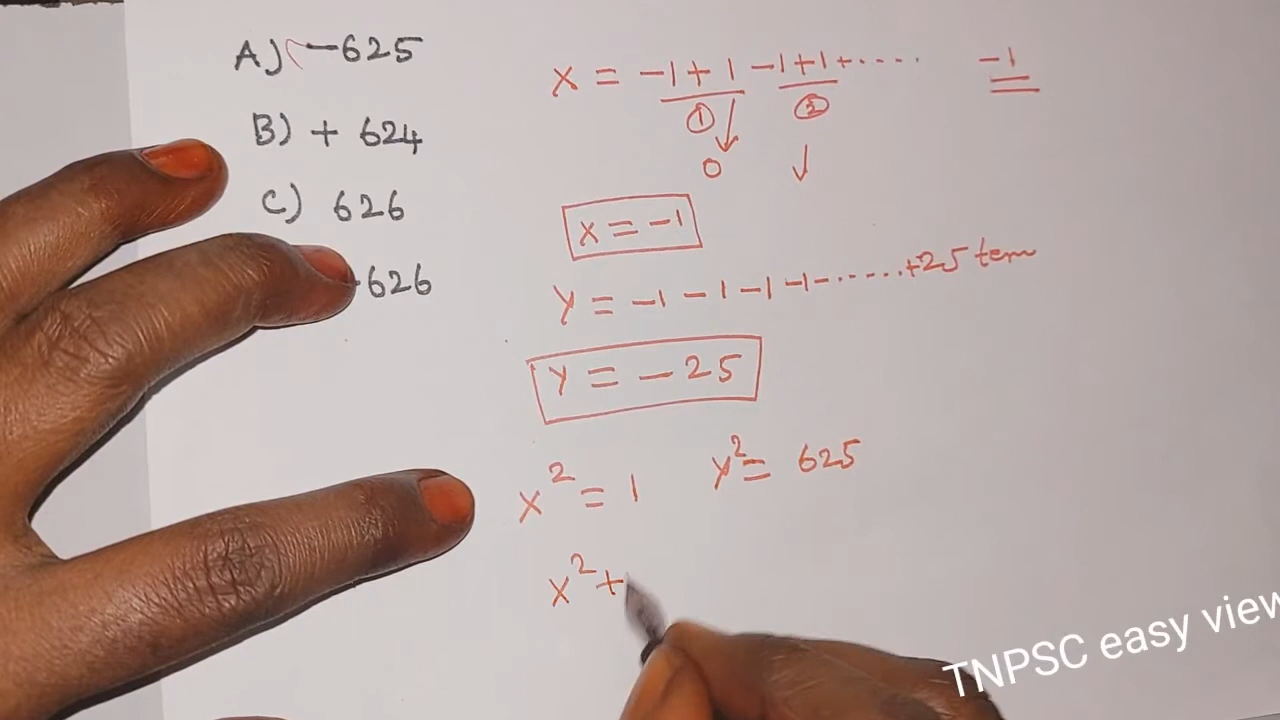 A) -625
B) + 624
C) 626
-626
x = -1 + 1 -1+1+..... -1
① ②
0
x = -1
y = -1 -1 -1 -1-.......+25 tem
y = -25
x² = 1 y² = 625
x² +
TNPSC easy view